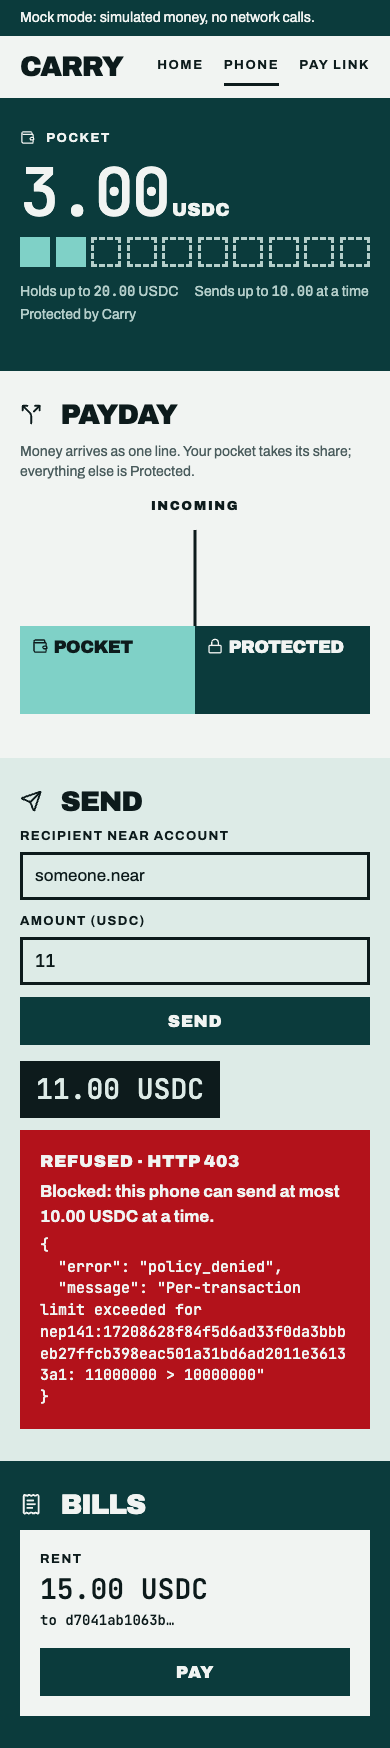 Mock mode: simulated money, no network calls.
CARRY HOME PHONE PAY LINK
POCKET
3.00 USDC
Holds up to 20.00 USDC Sends up to 10.00 at a time
Protected by Carry
PAYDAY
Money arrives as one line. Your pocket takes its share;
everything else is Protected.
INCOMING
POCKET PROTECTED
SEND
RECIPIENT NEAR ACCOUNT
someone.near
AMOUNT (USDC)
11
SEND
11.00 USDC
REFUSED · HTTP 403
Blocked: this phone can send at most
10.00 USDC at a time.
{
"error": "policy_denied",
"message": "Per-transaction
limit exceeded for
nep141:17208628f84f5d6ad33f0da3bbb
eb27ffcb398eac501a31bd6ad2011e3613
3a1: 11000000 > 10000000"
}
BILLS
RENT
15.00 USDC
to d7041ab1063b…
PAY